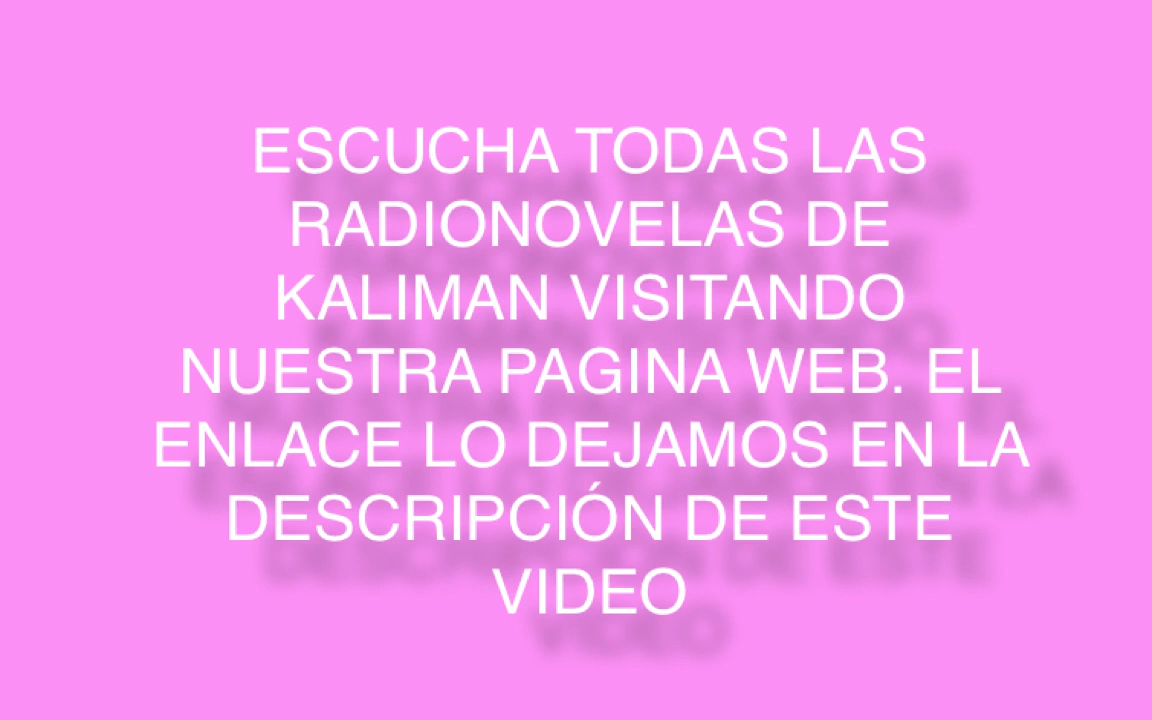 ESCUCHA TODAS LAS
RADIONOVELAS DE
KALIMAN VISITANDO
NUESTRA PAGINA WEB. EL
ENLACE LO DEJAMOS EN LA
DESCRIPCIÓN DE ESTE
VIDEO